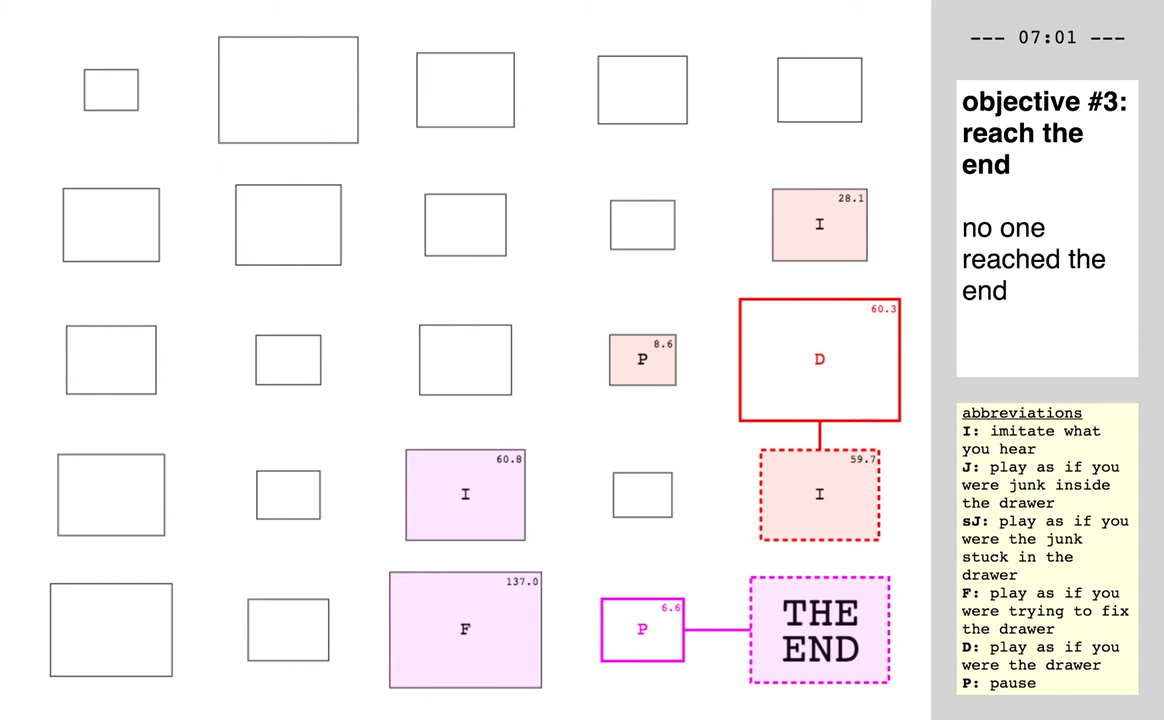 --- 07:01 ---
objective #3:
reach the
end
no one
reached the
end
28.1
I
60.3
D
8.6
P
60.8
I
59.7
I
137.0
F
6.6
P
THE
END
abbreviations
I: imitate what
you hear
J: play as if you
were junk inside
the drawer
sJ: play as if you
were the junk
stuck in the
drawer
F: play as if you
were trying to fix
the drawer
D: play as if you
were the drawer
P: pause